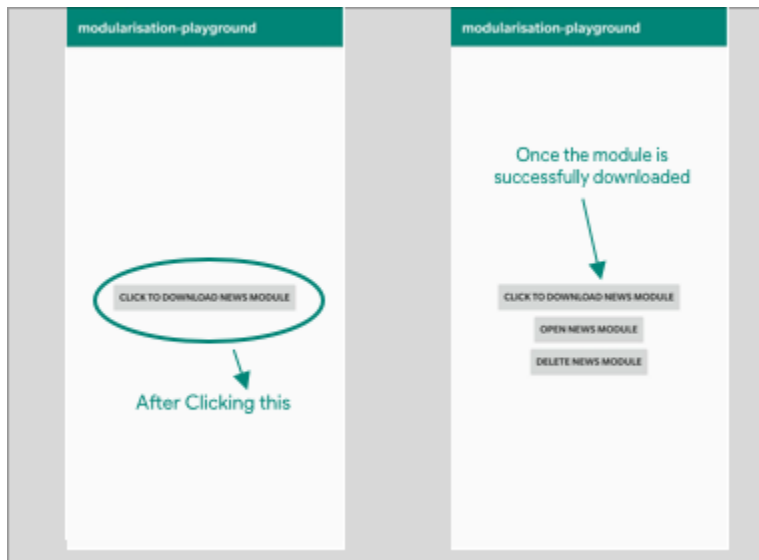 modularisation-playground
CLICK TO DOWNLOAD NEWS MODULE
After Clicking this
modularisation-playground
Once the module is
successfully downloaded
CLICK TO DOWNLOAD NEWS MODULE
OPEN NEWS MODULE
DELETE NEWS MODULE